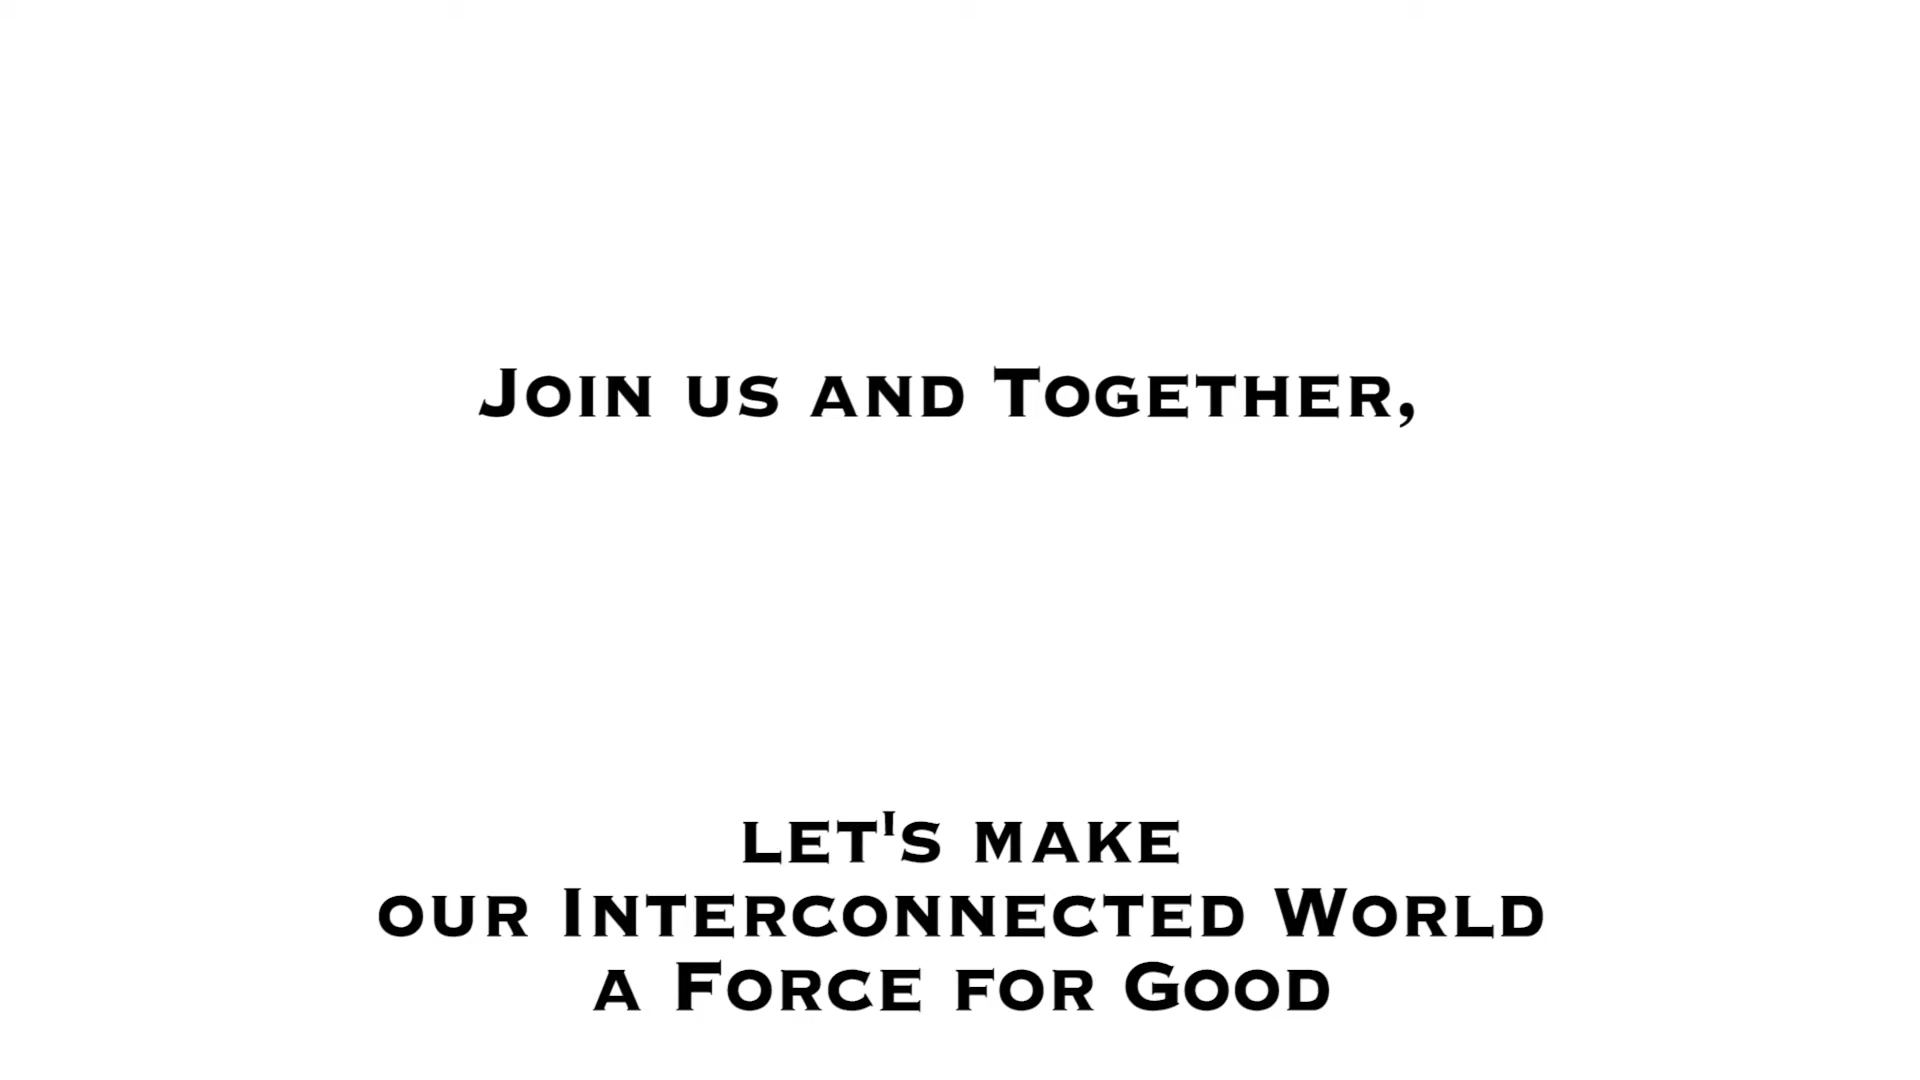 Join us and Together,
let's make
our Interconnected World
a Force for Good